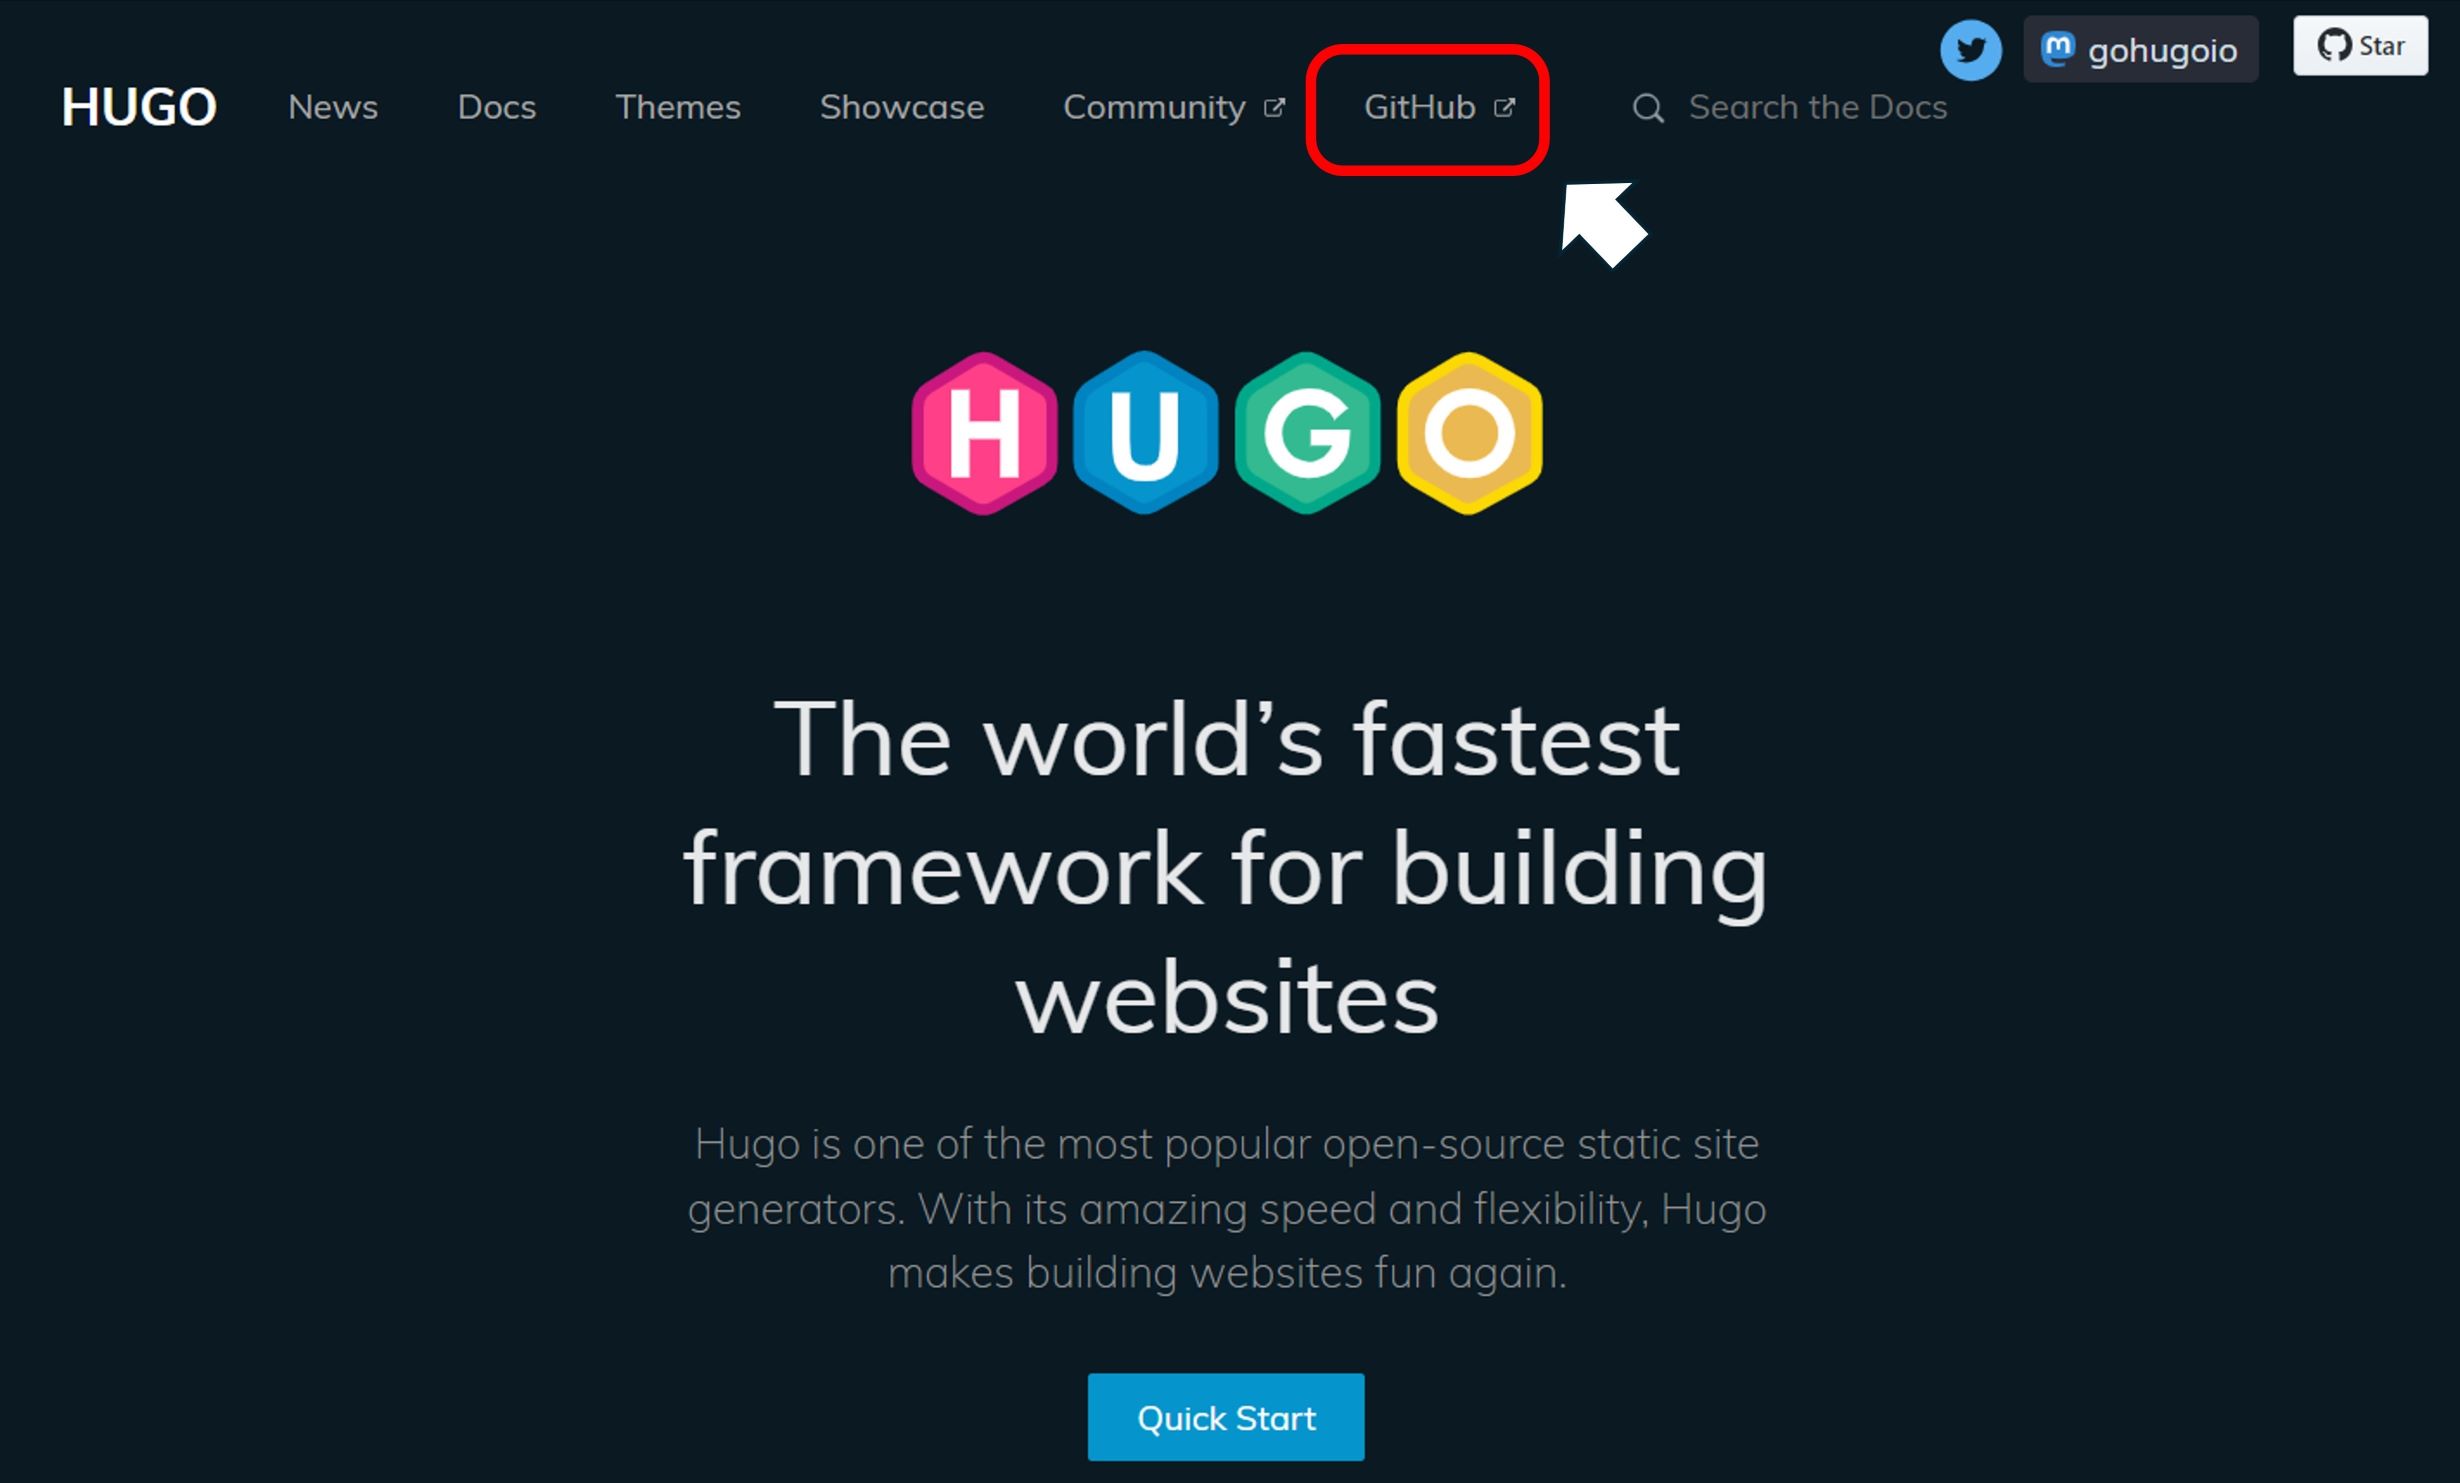 gohugoio Star
HUGO News Docs Themes Showcase Community GitHub Search the Docs
HUGO
The world’s fastest
framework for building
websites
Hugo is one of the most popular open-source static site
generators. With its amazing speed and flexibility, Hugo
makes building websites fun again.
Quick Start